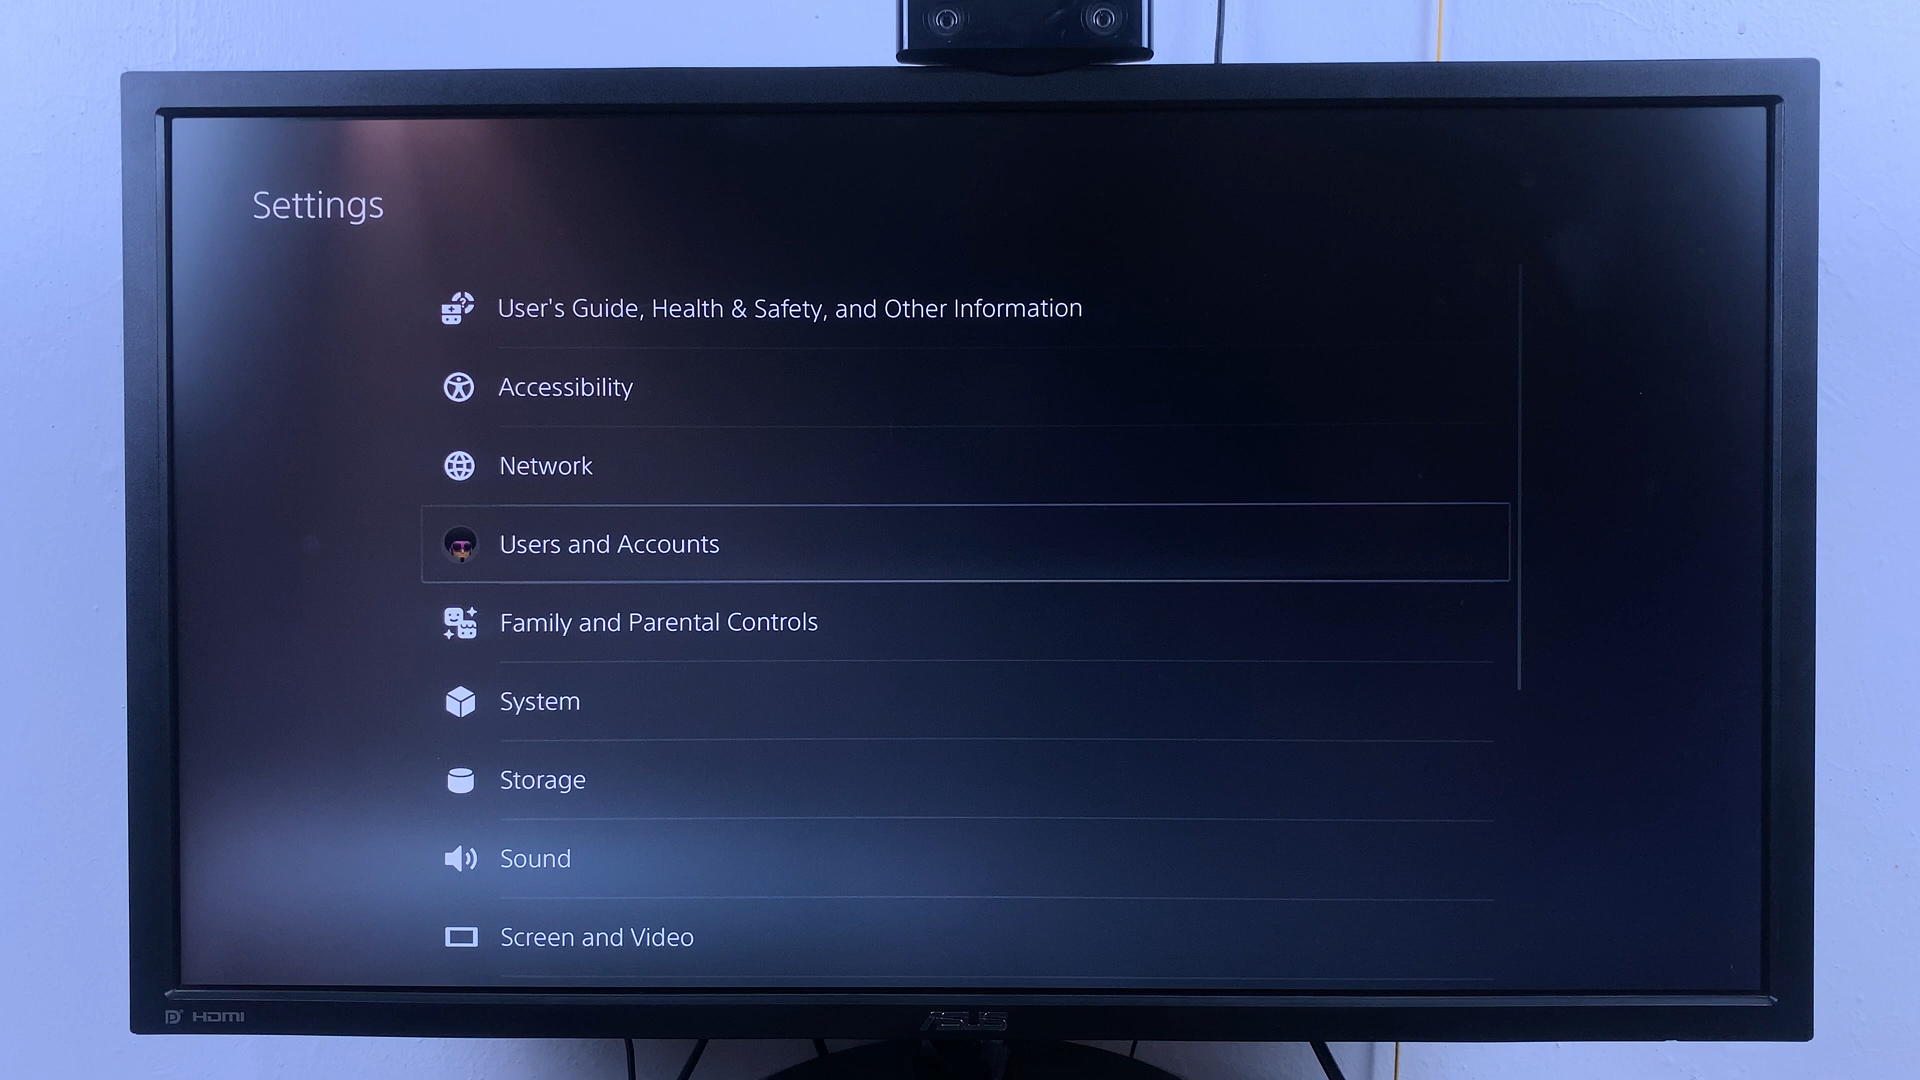 Settings
User's Guide, Health & Safety, and Other Information
Accessibility
Network
Users and Accounts
Family and Parental Controls
System
Storage
Sound
Screen and Video
HDMI
ASUS